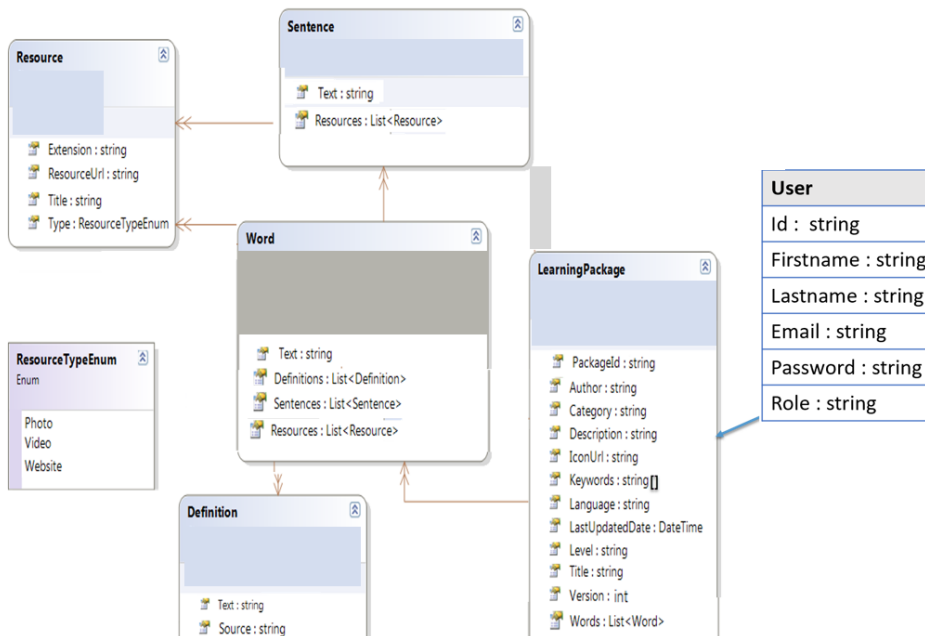 Sentence
Text : string
Resources : List<Resource>
Resource
Extension : string
ResourceUrl : string
Title : string
Type : ResourceTypeEnum
Word
Text : string
Definitions : List<Definition>
Sentences : List<Sentence>
Resources : List<Resource>
ResourceTypeEnum
Enum
Photo
Video
Website
Definition
Text : string
Source : string
LearningPackage
PackageId : string
Author : string
Category : string
Description : string
IconUrl : string
Keywords : string[]
Language : string
LastUpdatedDate : DateTime
Level : string
Title : string
Version : int
Words : List<Word>
User
Id : string
Firstname : string
Lastname : string
Email : string
Password : string
Role : string